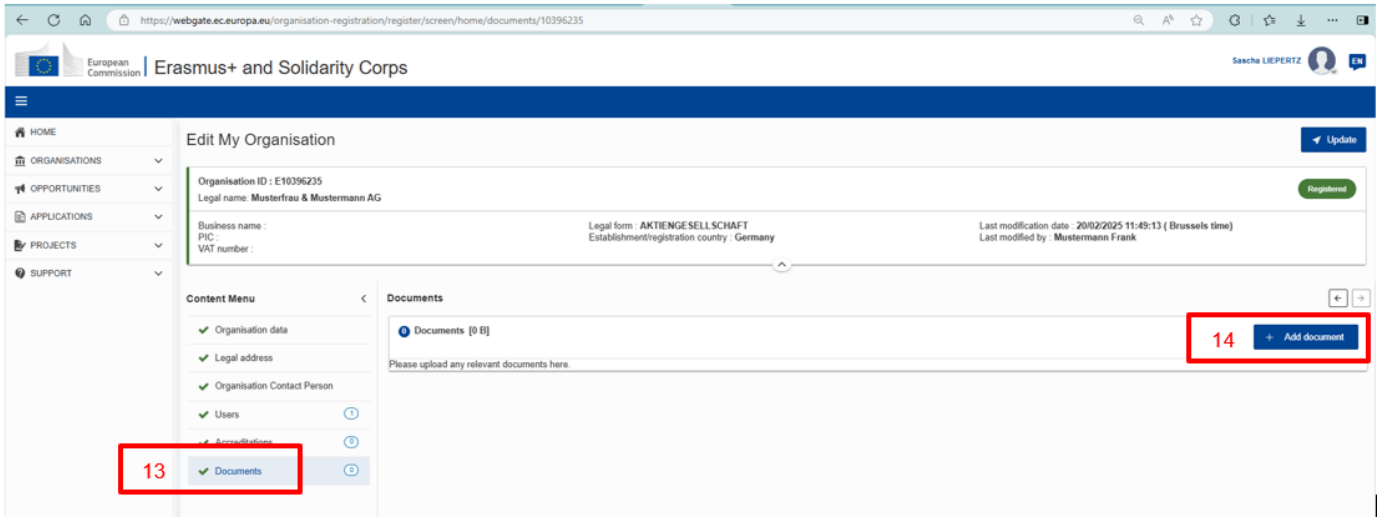 https://webgate.ec.europa.eu/organisation-registration/register/screen/home/documents/10396235
European
Commission
Erasmus+ and Solidarity Corps
Sascha LIEPERTZ
EN
HOME
Edit My Organisation
Update
ORGANISATIONS
OPPORTUNITIES
APPLICATIONS
PROJECTS
SUPPORT
Organisation ID : E10396235
Legal name: Musterfrau & Mustermann AG
Registered
Business name :
PIC :
VAT number :
Legal form : AKTIENGESELLSCHAFT
Establishment/registration country : Germany
Last modification date : 20/02/2025 11:49:13 ( Brussels time)
Last modified by : Mustermann Frank
Content Menu
Organisation data
Legal address
Organisation Contact Person
Users 1
Accreditations 0
13 Documents 0
Documents
0 Documents [0 B]
14 + Add document
Please upload any relevant documents here.